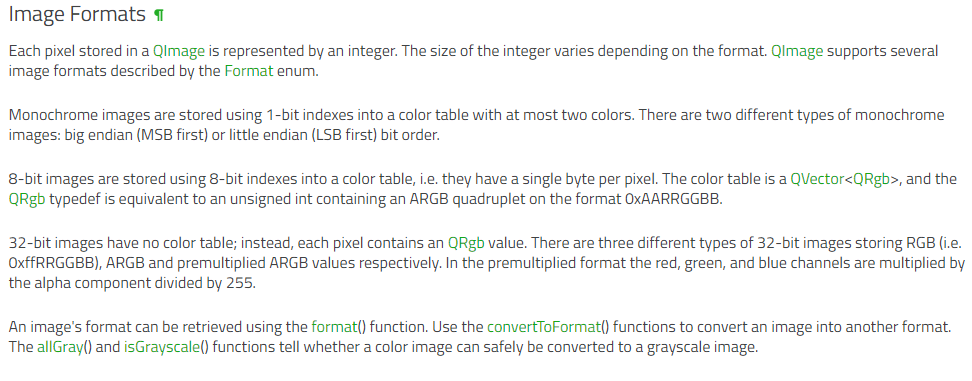 Image Formats ¶
Each pixel stored in a QImage is represented by an integer. The size of the integer varies depending on the format. QImage supports several
image formats described by the Format enum.
Monochrome images are stored using 1-bit indexes into a color table with at most two colors. There are two different types of monochrome
images: big endian (MSB first) or little endian (LSB first) bit order.
8-bit images are stored using 8-bit indexes into a color table, i.e. they have a single byte per pixel. The color table is a QVector<QRgb>, and the
QRgb typedef is equivalent to an unsigned int containing an ARGB quadruplet on the format 0xAARRGGBB.
32-bit images have no color table; instead, each pixel contains an QRgb value. There are three different types of 32-bit images storing RGB (i.e.
0xffRRGGBB), ARGB and premultiplied ARGB values respectively. In the premultiplied format the red, green, and blue channels are multiplied by
the alpha component divided by 255.
An image's format can be retrieved using the format() function. Use the convertToFormat() functions to convert an image into another format.
The allGray() and isGrayscale() functions tell whether a color image can safely be converted to a grayscale image.